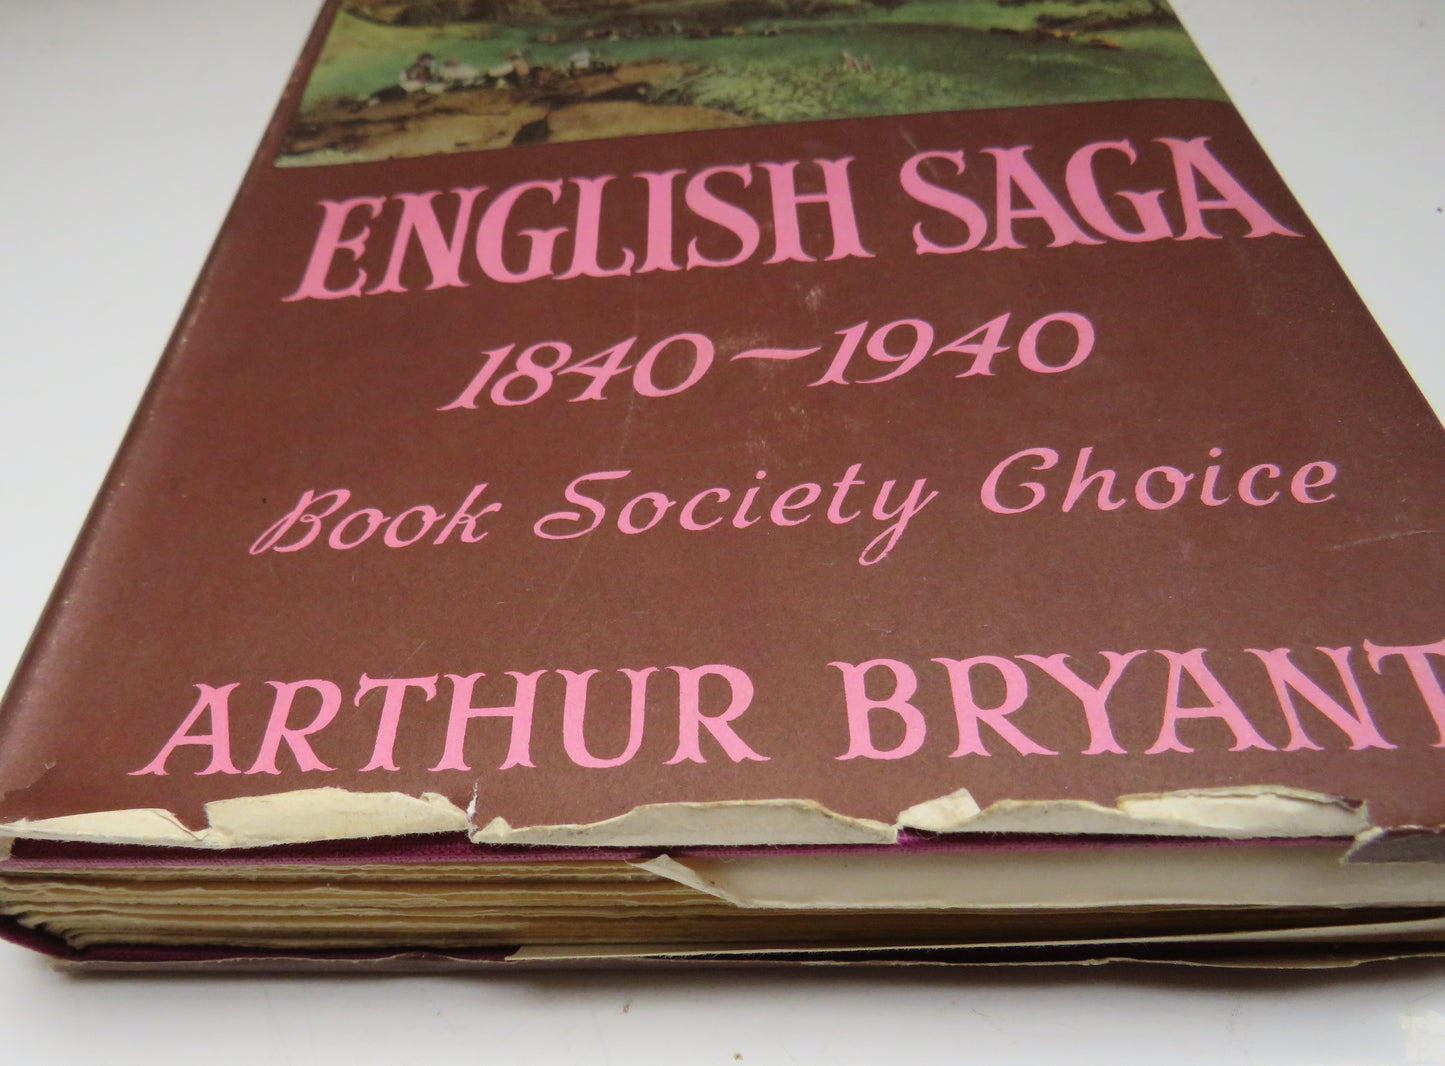 ENGLISH SAGA
1840~1940
Book Society Choice
ARTHUR BRYANT